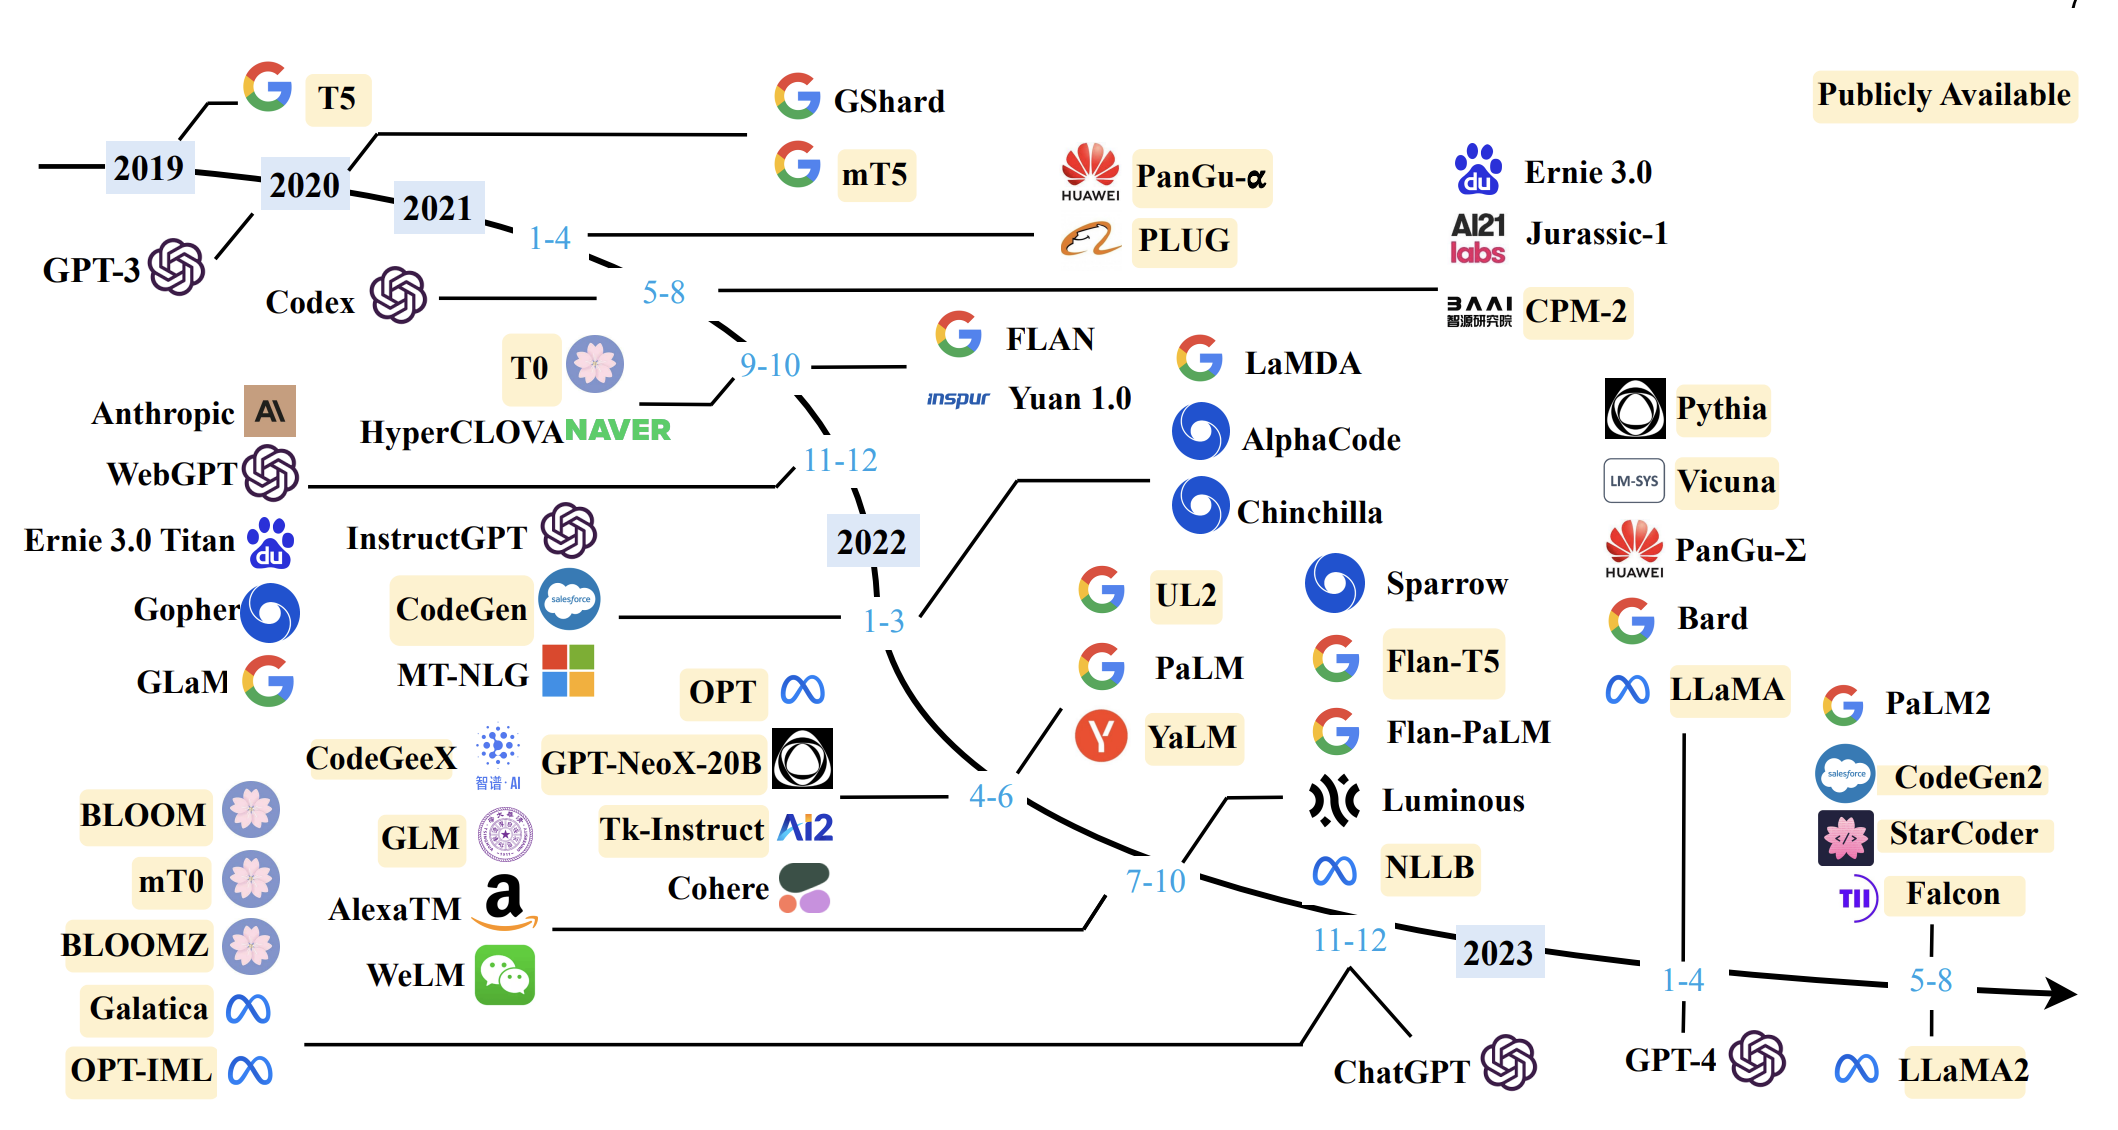 T5
GShard
Publicly Available
2019
mT5
2020
PanGu-α
HUAWEI
Ernie 3.0
du
2021
1-4
PLUG
AI21
labs
Jurassic-1
GPT-3
Codex
5-8
BAAI
智源研究院
CPM-2
T0
9-10
FLAN
LaMDA
inspur
Yuan 1.0
Anthropic
A\
HyperCLOVA
NAVER
Pythia
WebGPT
11-12
AlphaCode
LM-SYS
Vicuna
Chinchilla
Ernie 3.0 Titan
du
InstructGPT
2022
HUAWEI
PanGu-Σ
Gopher
CodeGen
salesforce
1-3
UL2
Sparrow
Bard
GLaM
MT-NLG
OPT
PaLM
Flan-T5
LLaMA
PaLM2
CodeGeeX
智谱·AI
GPT-NeoX-20B
Y
YaLM
Flan-PaLM
salesforce
CodeGen2
BLOOM
GLM
Tk-Instruct
Ai2
4-6
Luminous
</>
StarCoder
mT0
AlexaTM
a
Cohere
7-10
NLLB
TII
Falcon
BLOOMZ
WeLM
11-12
2023
1-4
5-8
Galatica
OPT-IML
ChatGPT
GPT-4
LLaMA2